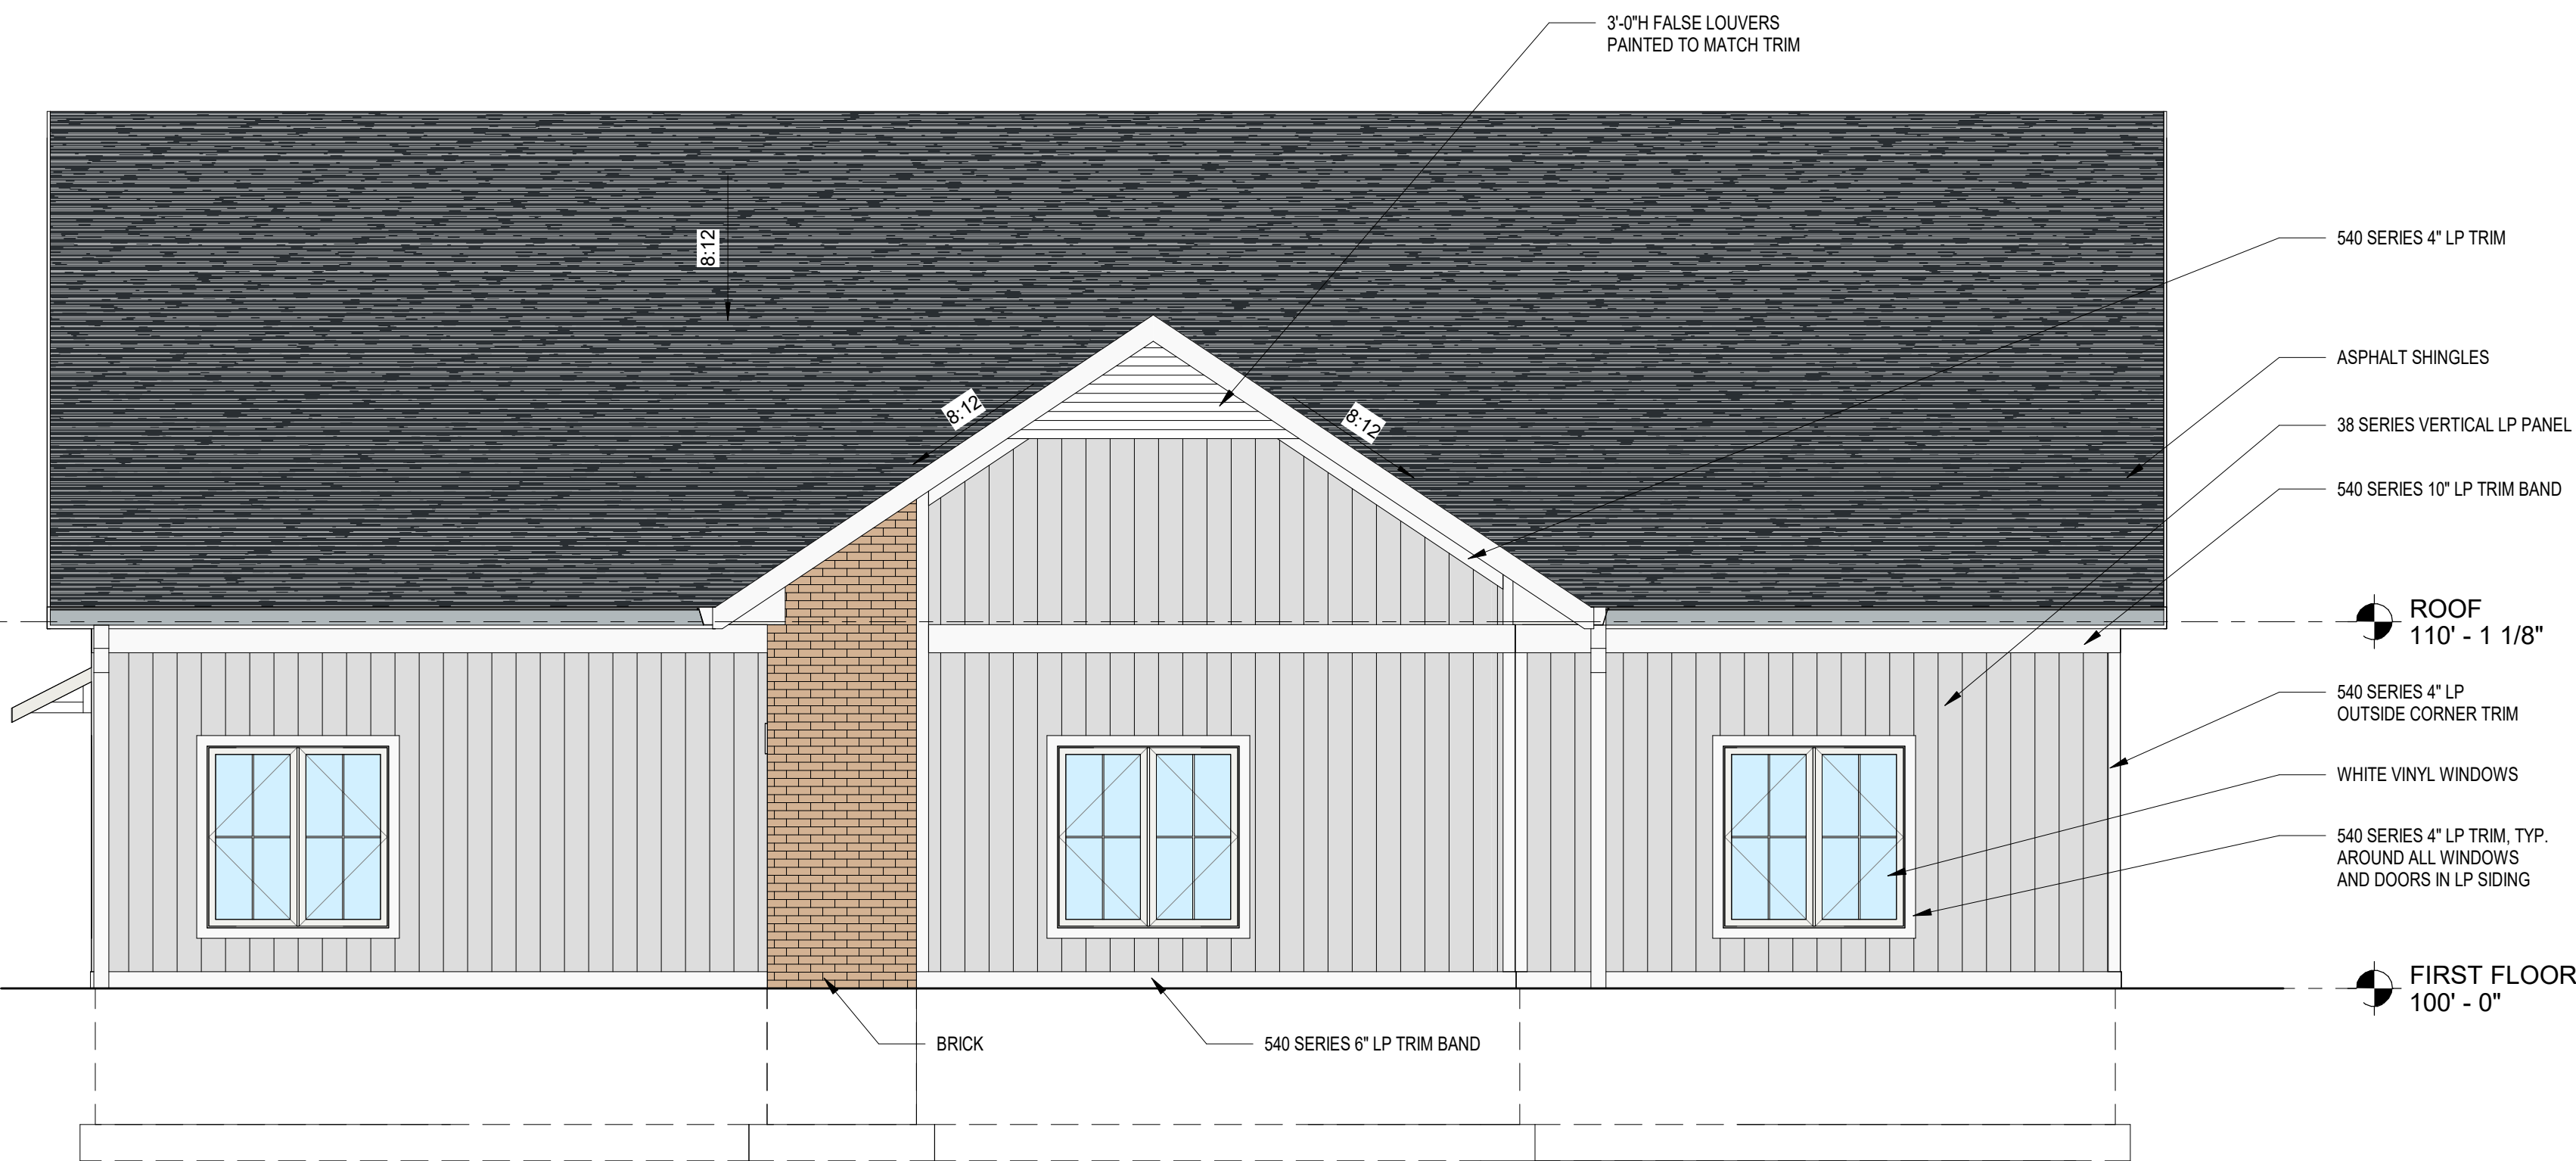 3'-0"H FALSE LOUVERS
PAINTED TO MATCH TRIM
8:12
8:12
8:12
540 SERIES 4" LP TRIM
ASPHALT SHINGLES
38 SERIES VERTICAL LP PANEL
540 SERIES 10" LP TRIM BAND
ROOF
110' - 1 1/8"
540 SERIES 4" LP
OUTSIDE CORNER TRIM
WHITE VINYL WINDOWS
540 SERIES 4" LP TRIM, TYP.
AROUND ALL WINDOWS
AND DOORS IN LP SIDING
FIRST FLOOR
100' - 0"
BRICK
540 SERIES 6" LP TRIM BAND